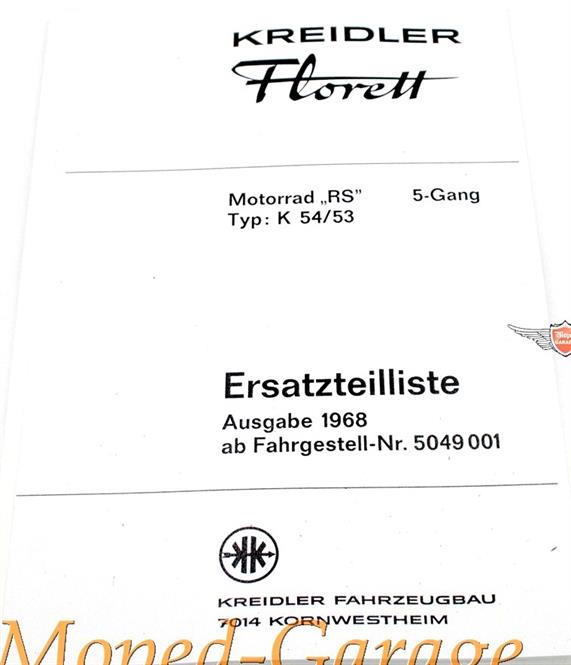 KREIDLER
Florett
Motorrad „RS” 5-Gang
Typ: K 54/53
Ersatzteilliste
Ausgabe 1968
ab Fahrgestell-Nr. 5049 001
KREIDLER FAHRZEUGBAU
7014 KORNWESTHEIM
Moped-Garage